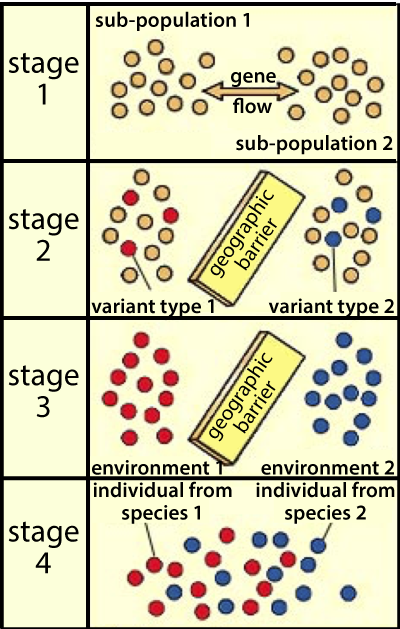 stage
1
sub-population 1
gene
flow
sub-population 2
stage
2
geographic
barrier
variant type 1
variant type 2
stage
3
geographic
barrier
environment 1
environment 2
stage
4
individual from
species 1
individual from
species 2